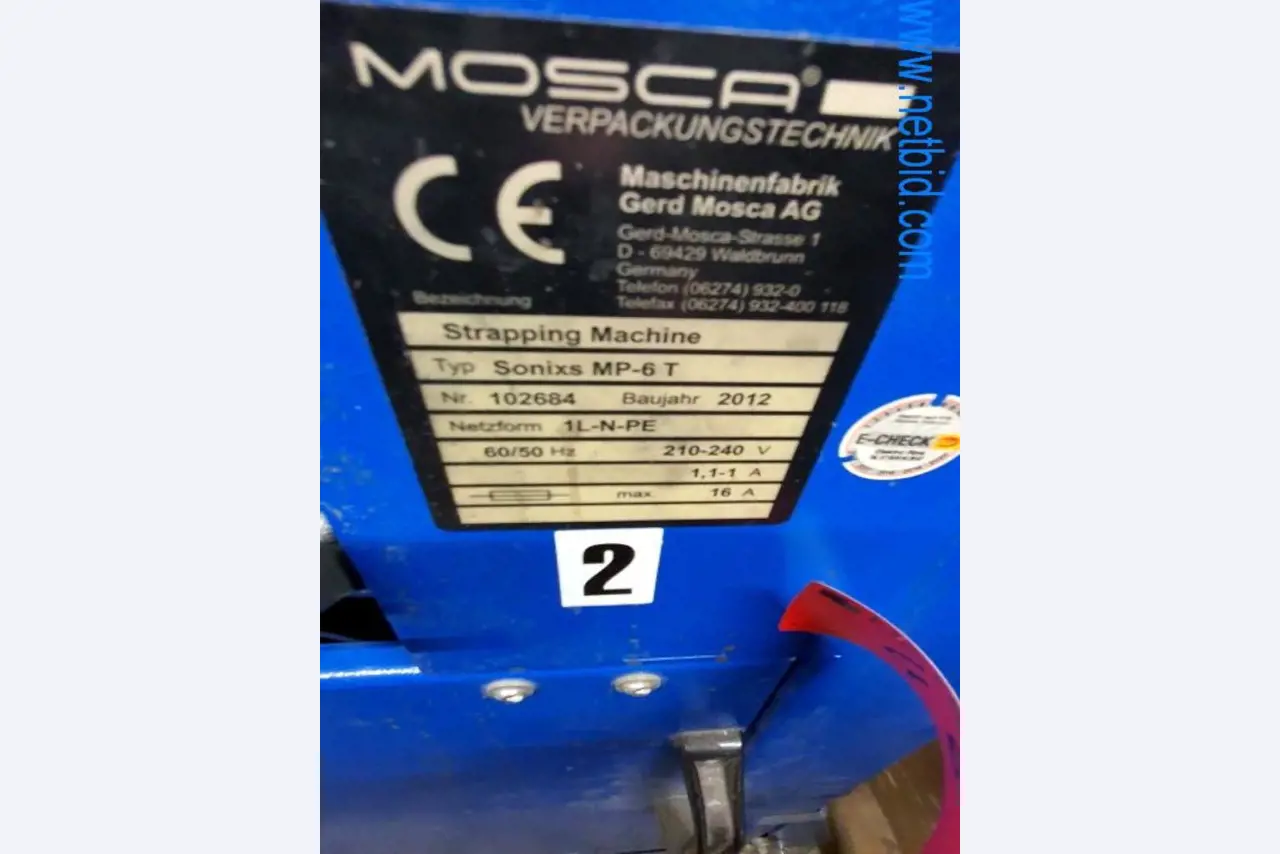 MOSCA®
VERPACKUNGSTECHNIK
CE
Maschinenfabrik
Gerd Mosca AG
Gerd-Mosca-Strasse 1
D - 69429 Waldbrunn
Germany
Telefon (06274) 932-0
Telefax (06274) 932-400 118
Bezeichnung
Strapping Machine
Typ Sonixs MP-6 T
Nr. 102684 Baujahr 2012
Netzform 1L-N-PE
60/50 Hz 210-240 V
1,1-1 A
max. 16 A
E-CHECK
2
www.netbid.com